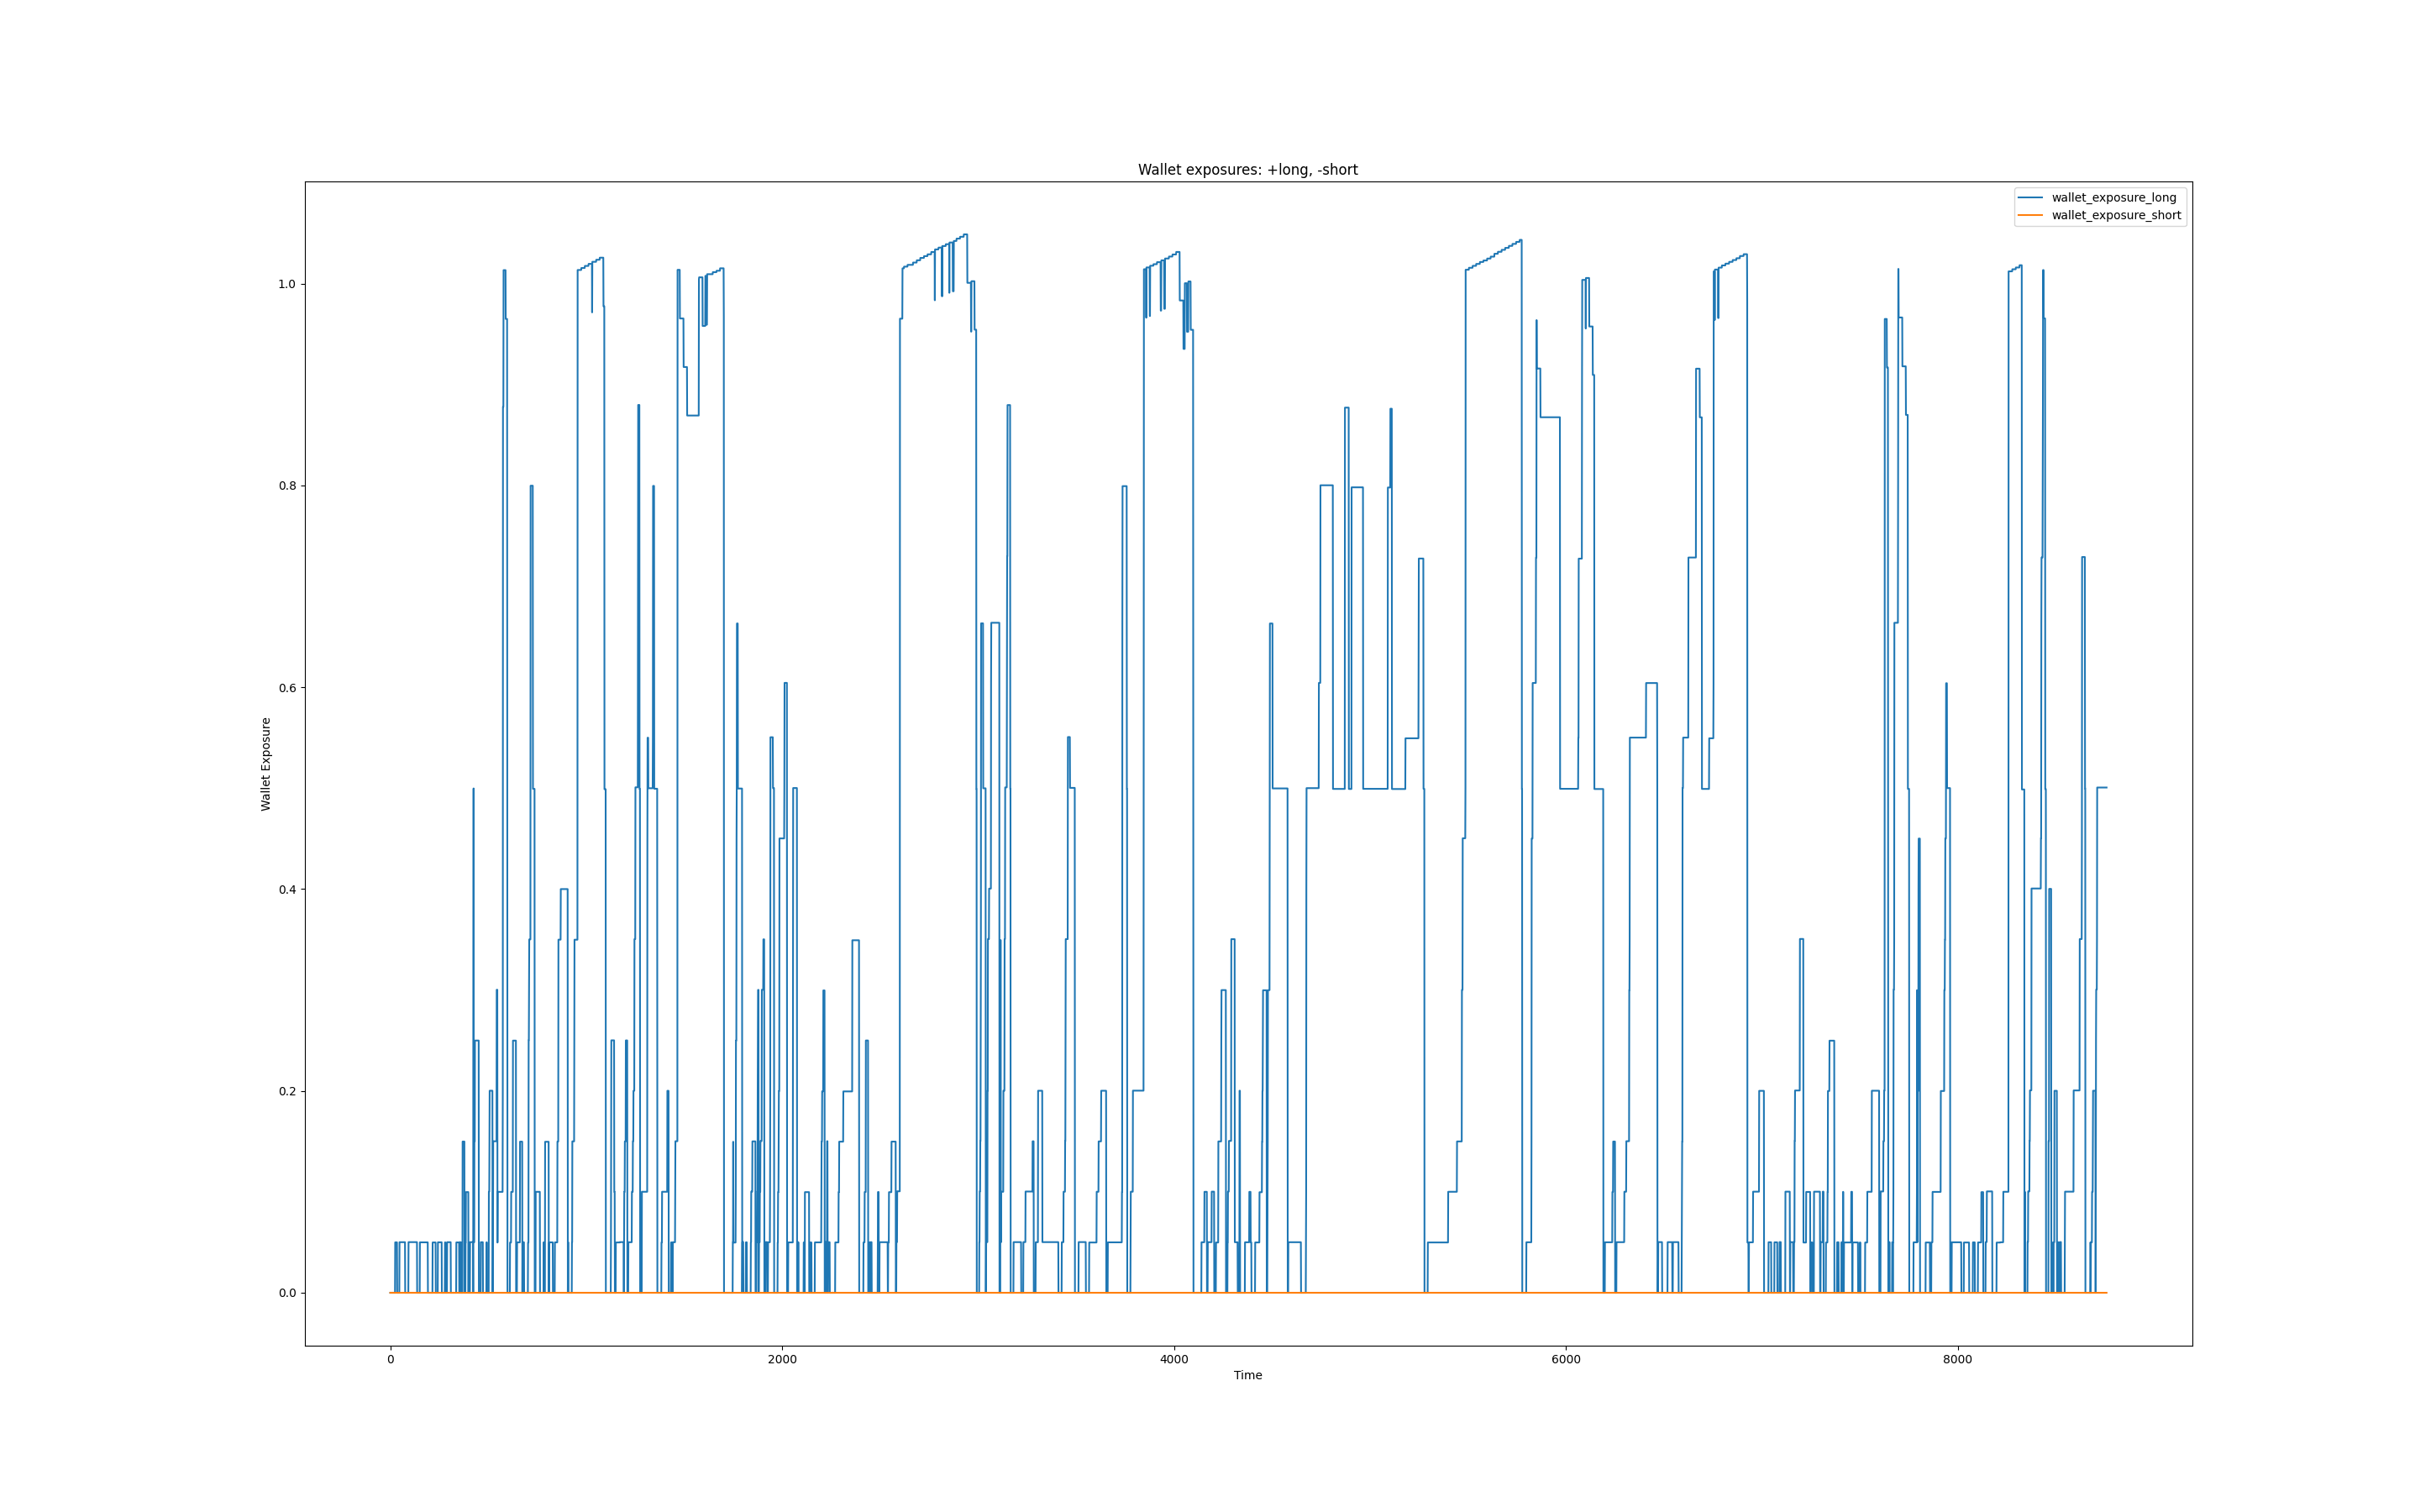 Wallet exposures: +long, -short
wallet_exposure_long
wallet_exposure_short
1.0
0.8
0.6
0.4
0.2
0.0
Wallet Exposure
0 2000 4000 6000 8000
Time